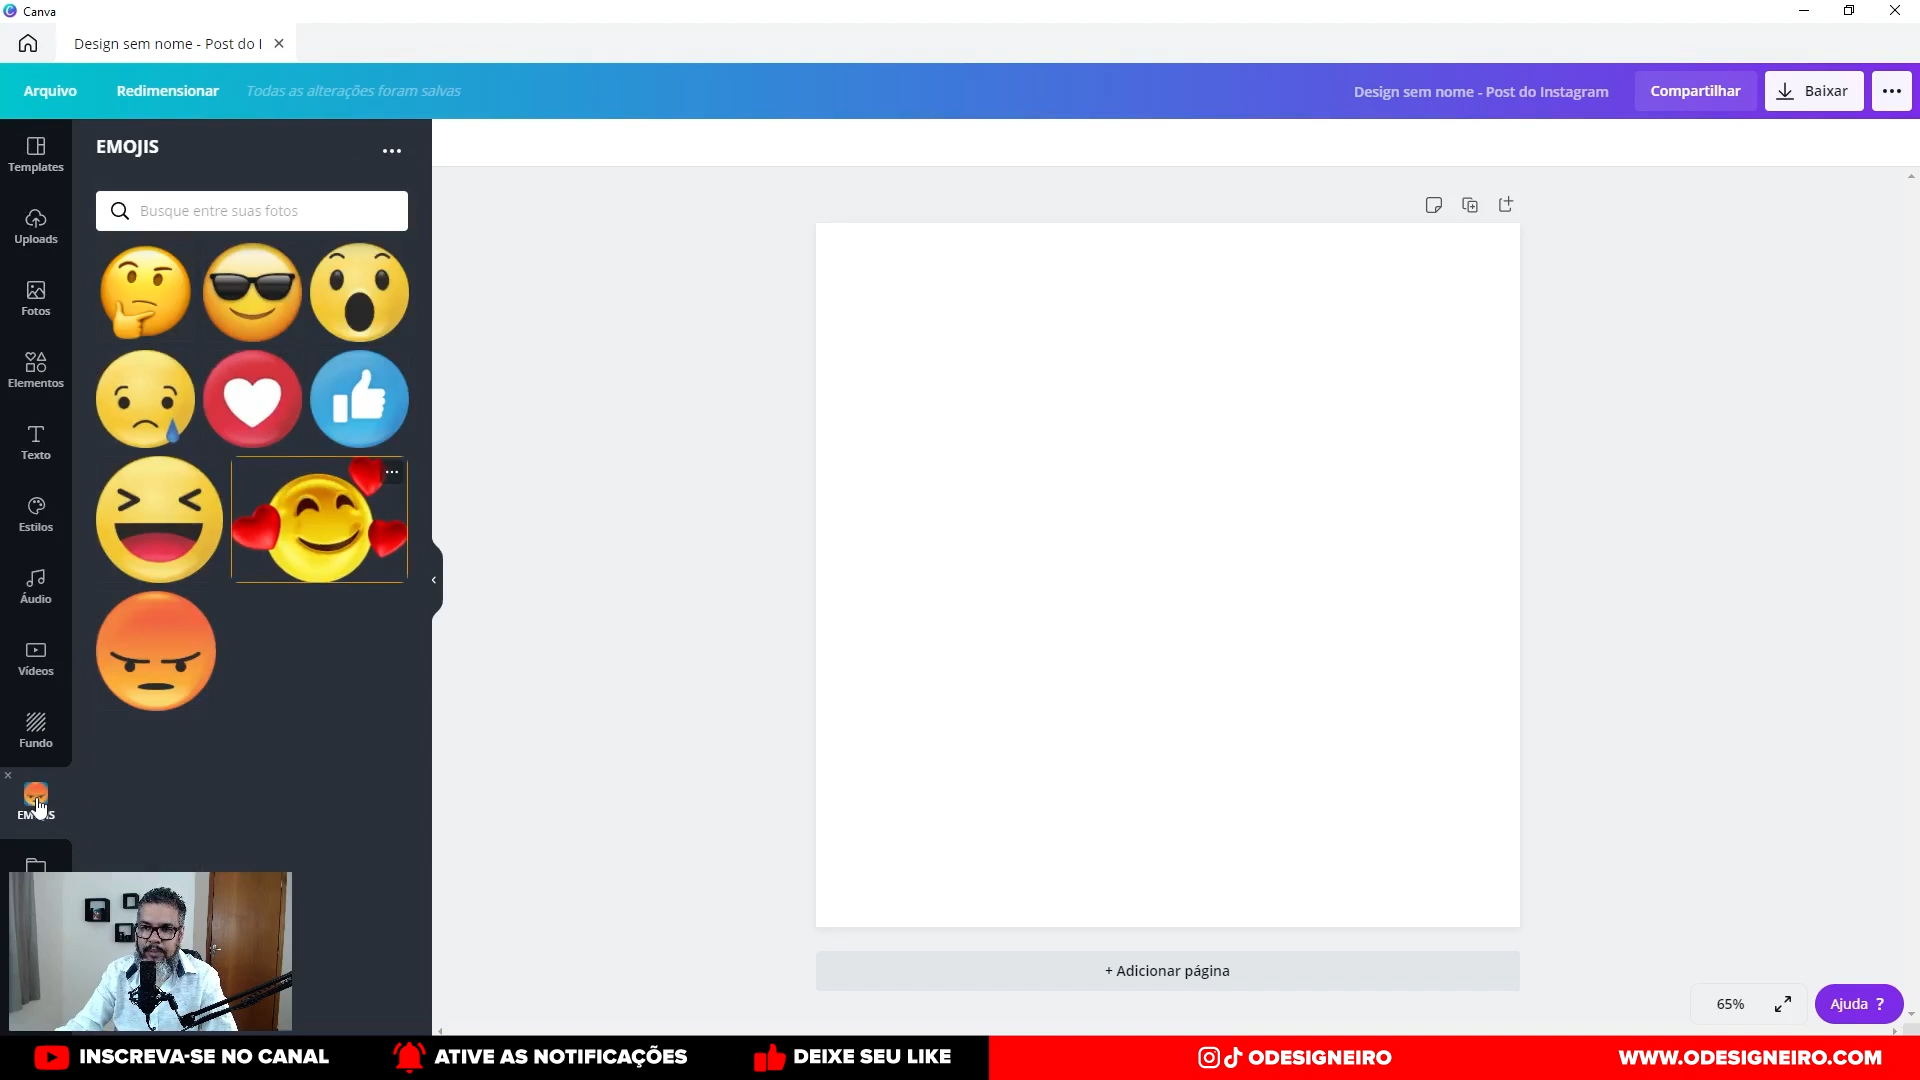 Canva
Design sem nome - Post do I
Arquivo
Redimensionar
Todas as alterações foram salvas
Design sem nome - Post do Instagram
Compartilhar
Baixar
Templates
Uploads
Fotos
Elementos
Texto
Estilos
Áudio
Vídeos
Fundo
EMOJIS
Busque entre suas fotos
+ Adicionar página
65%
Ajuda ?
INSCREVA-SE NO CANAL
ATIVE AS NOTIFICAÇÕES
DEIXE SEU LIKE
ODESIGNEIRO
WWW.ODESIGNEIRO.COM